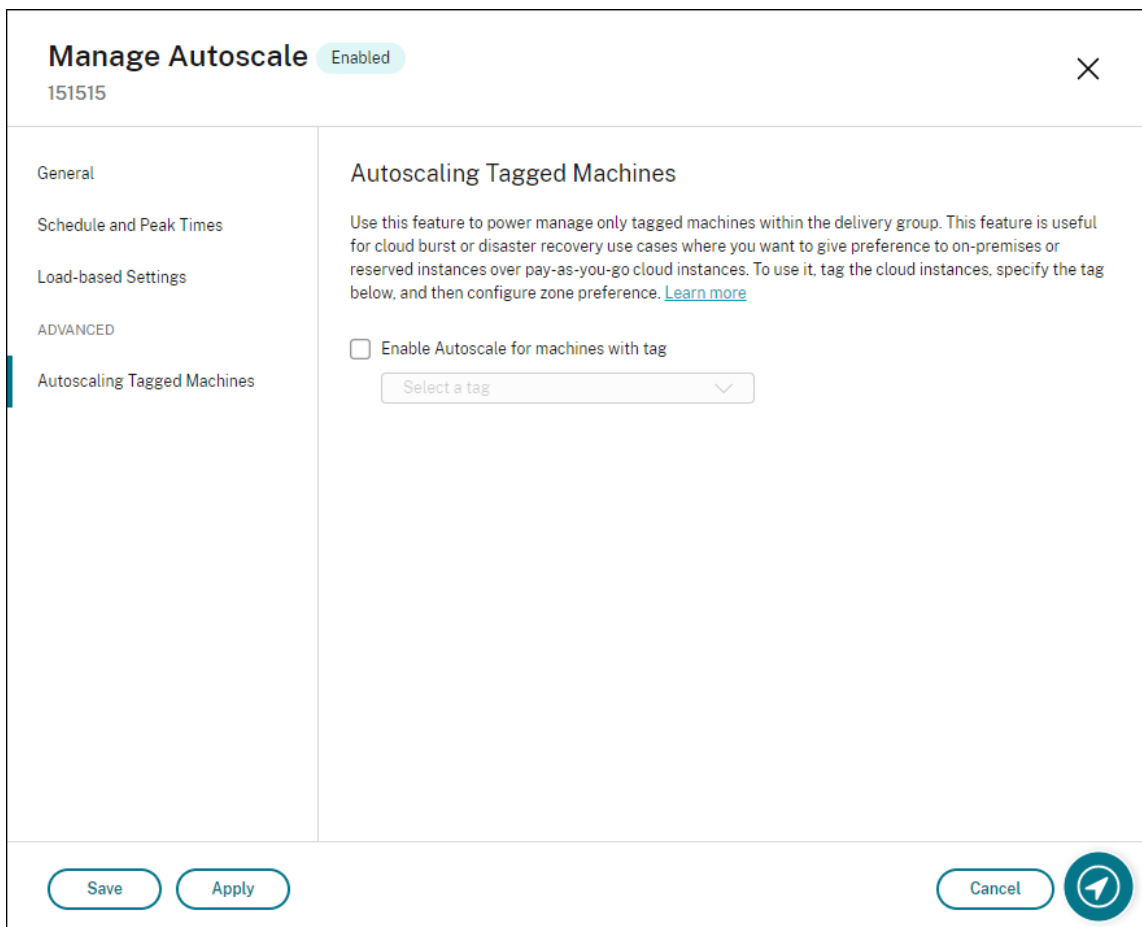 Manage Autoscale Enabled
151515
General
Schedule and Peak Times
Load-based Settings
ADVANCED
Autoscaling Tagged Machines
Autoscaling Tagged Machines
Use this feature to power manage only tagged machines within the delivery group. This feature is useful
for cloud burst or disaster recovery use cases where you want to give preference to on-premises or
reserved instances over pay-as-you-go cloud instances. To use it, tag the cloud instances, specify the tag
below, and then configure zone preference. Learn more
Enable Autoscale for machines with tag
Select a tag
Save Apply Cancel